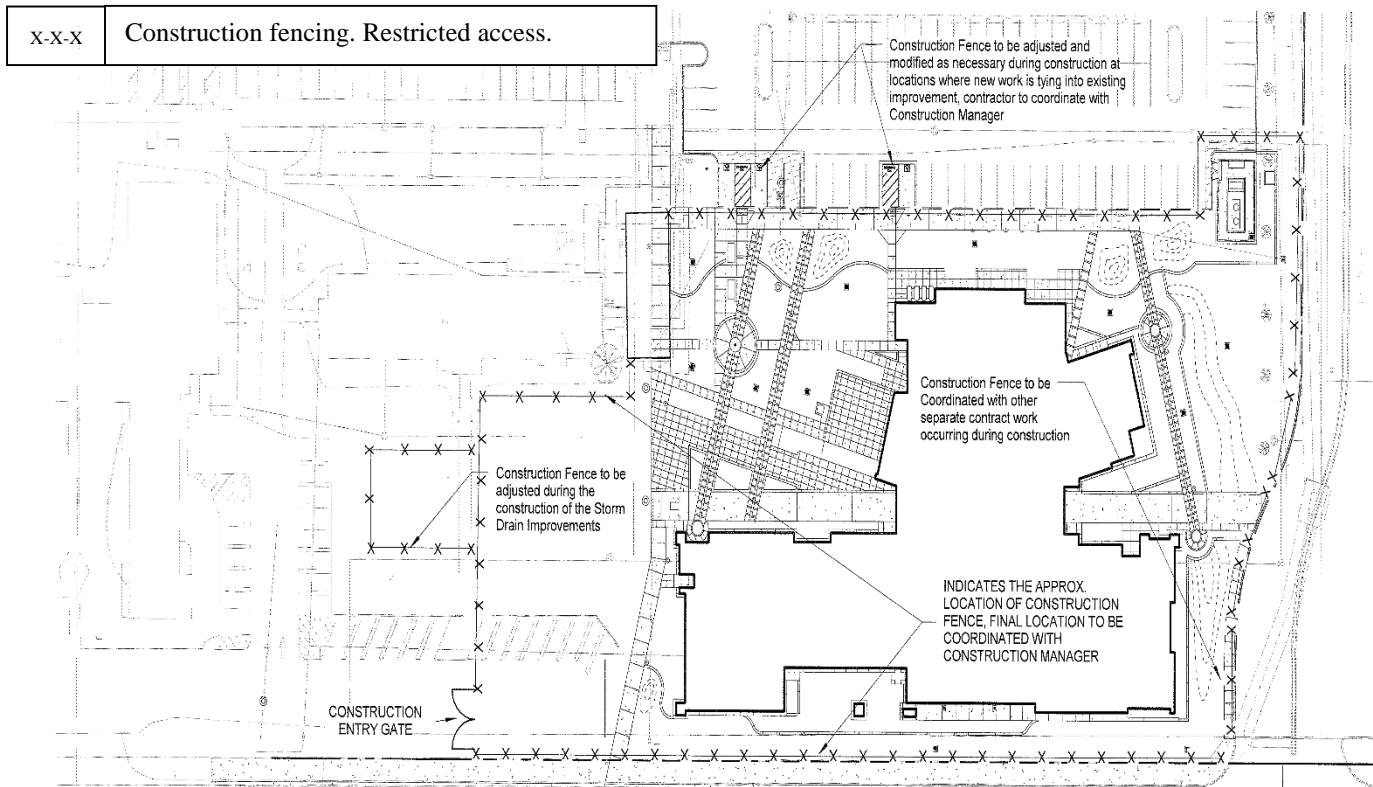 X-X-X
Construction fencing. Restricted access.
Construction Fence to be adjusted and
modified as necessary during construction at
locations where new work is tying into existing
improvement, contractor to coordinate with
Construction Manager
Construction Fence to be
Coordinated with other
separate contract work
occurring during construction
Construction Fence to be
adjusted during the
construction of the Storm
Drain Improvements
INDICATES THE APPROX.
LOCATION OF CONSTRUCTION
FENCE, FINAL LOCATION TO BE
COORDINATED WITH
CONSTRUCTION MANAGER
CONSTRUCTION
ENTRY GATE